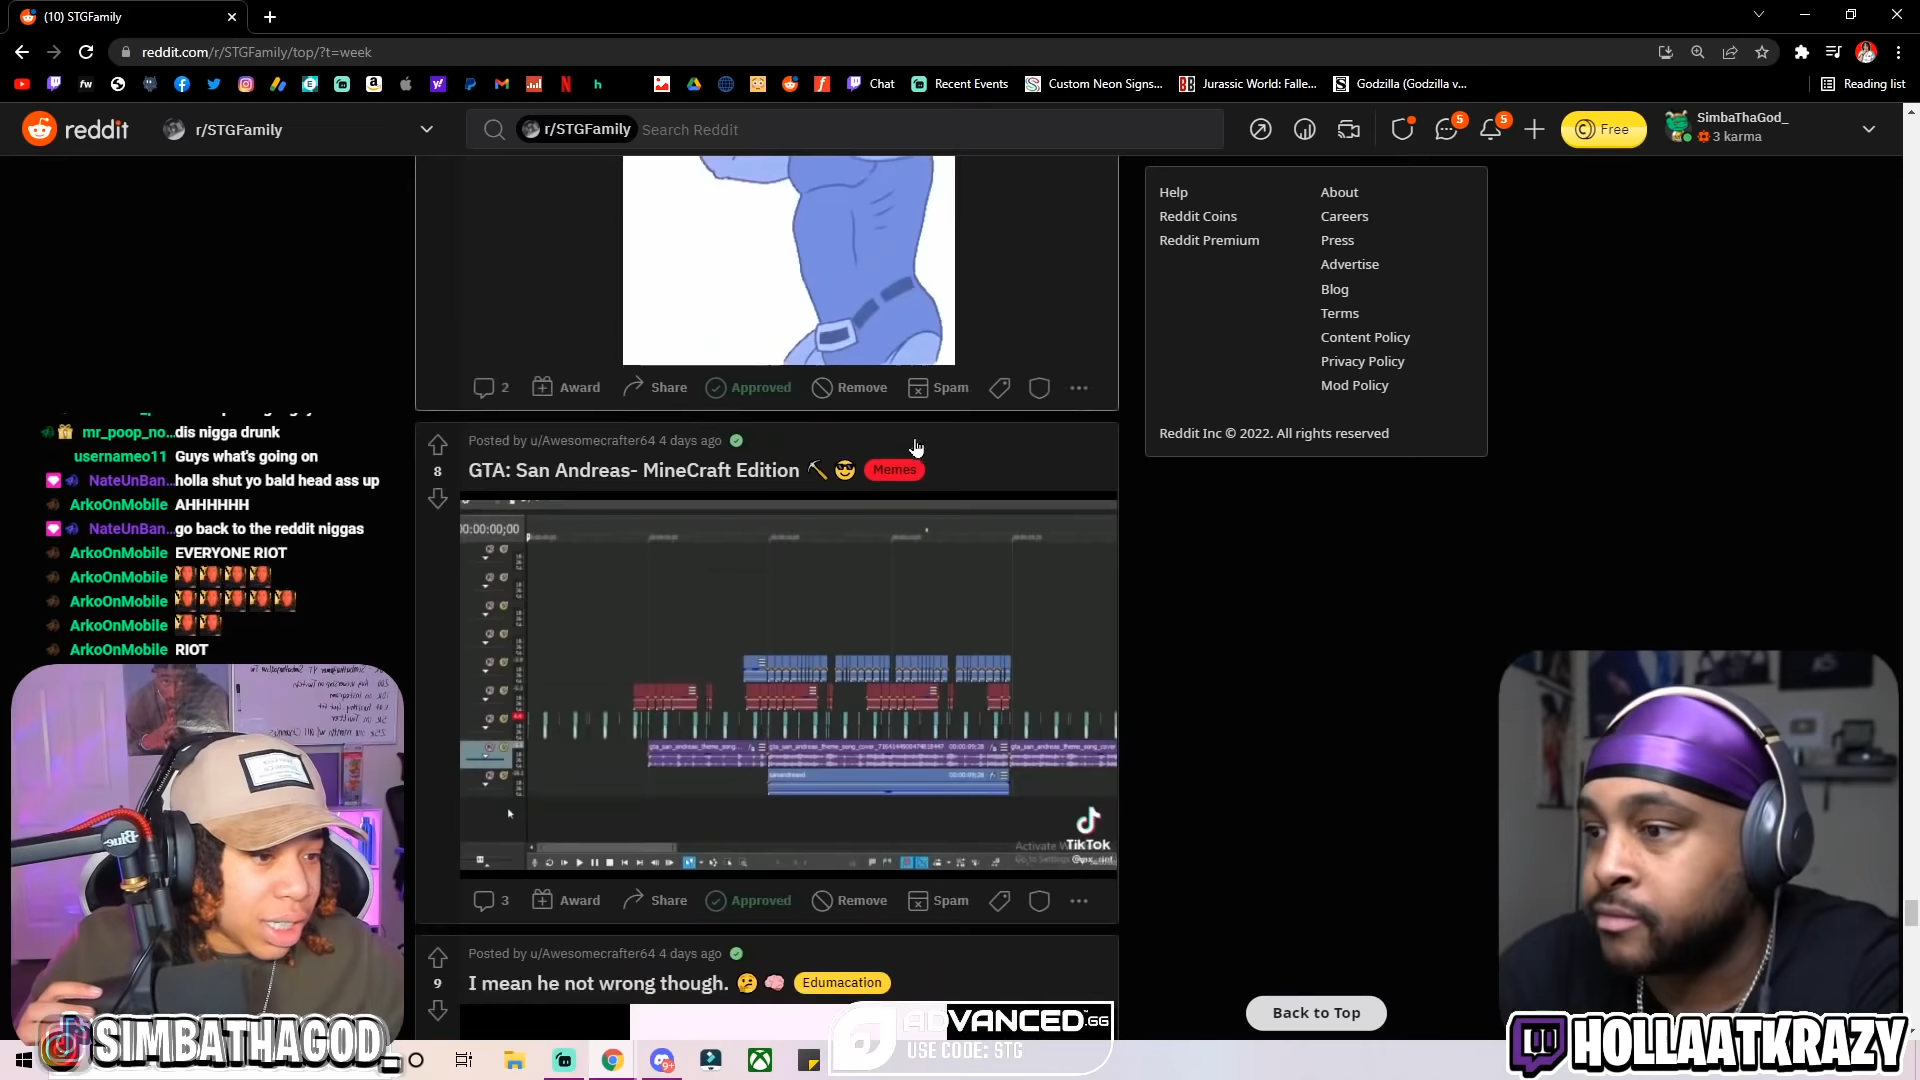 (10) STGFamily
reddit.com/r/STGFamily/top/?t=week
Chat
Recent Events
Custom Neon Signs...
Jurassic World: Falle...
Godzilla (Godzilla v...
Reading list
reddit
r/STGFamily
r/STGFamily
Search Reddit
5
5
Free
SimbaThaGod_
3 karma
Help
About
Reddit Coins
Careers
Reddit Premium
Press
Advertise
Blog
Terms
Content Policy
Privacy Policy
Mod Policy
Reddit Inc © 2022. All rights reserved
2
Award
Share
Approved
Remove
Spam
mr_poop_no...dis nigga drunk
usernameo11 Guys what's going on
NateUnBan...holla shut yo bald head ass up
ArkoOnMobile AHHHHHH
NateUnBan...go back to the reddit niggas
ArkoOnMobile EVERYONE RIOT
ArkoOnMobile
ArkoOnMobile
ArkoOnMobile
ArkoOnMobile RIOT
Posted by u/Awesomecrafter64 4 days ago
8
GTA: San Andreas- MineCraft Edition
Memes
00:00:00;00
TikTok
3
Award
Share
Approved
Remove
Spam
Posted by u/Awesomecrafter64 4 days ago
9
I mean he not wrong though.
Edumacation
Back to Top
ADVANCED.GG
USE CODE: STG
SIMBATHAGOD_
HOLLAATKRAZY